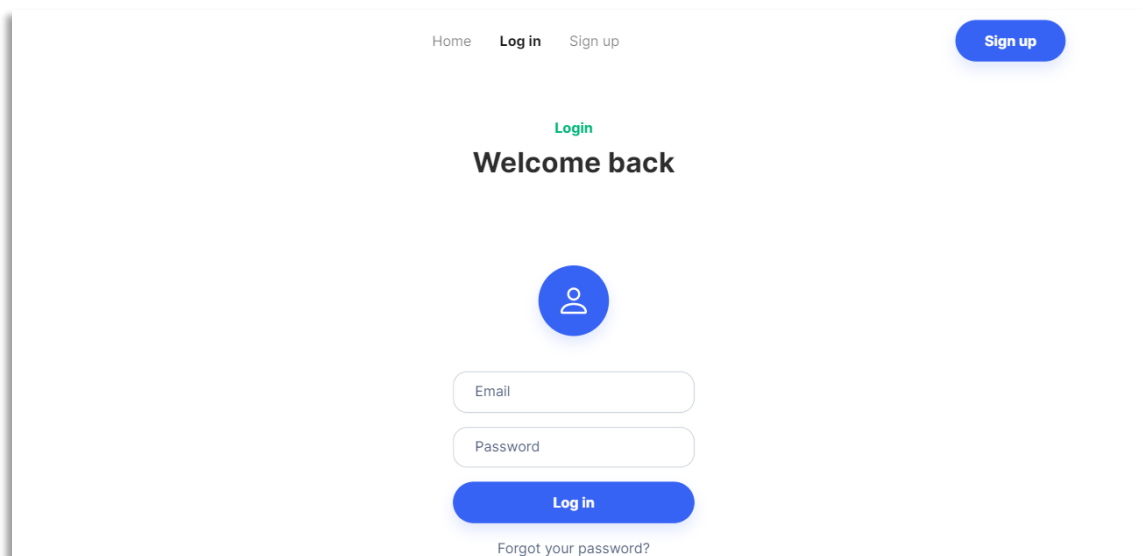 Home Log in Sign up Sign up
Login
Welcome back
Email
Password
Log in
Forgot your password?